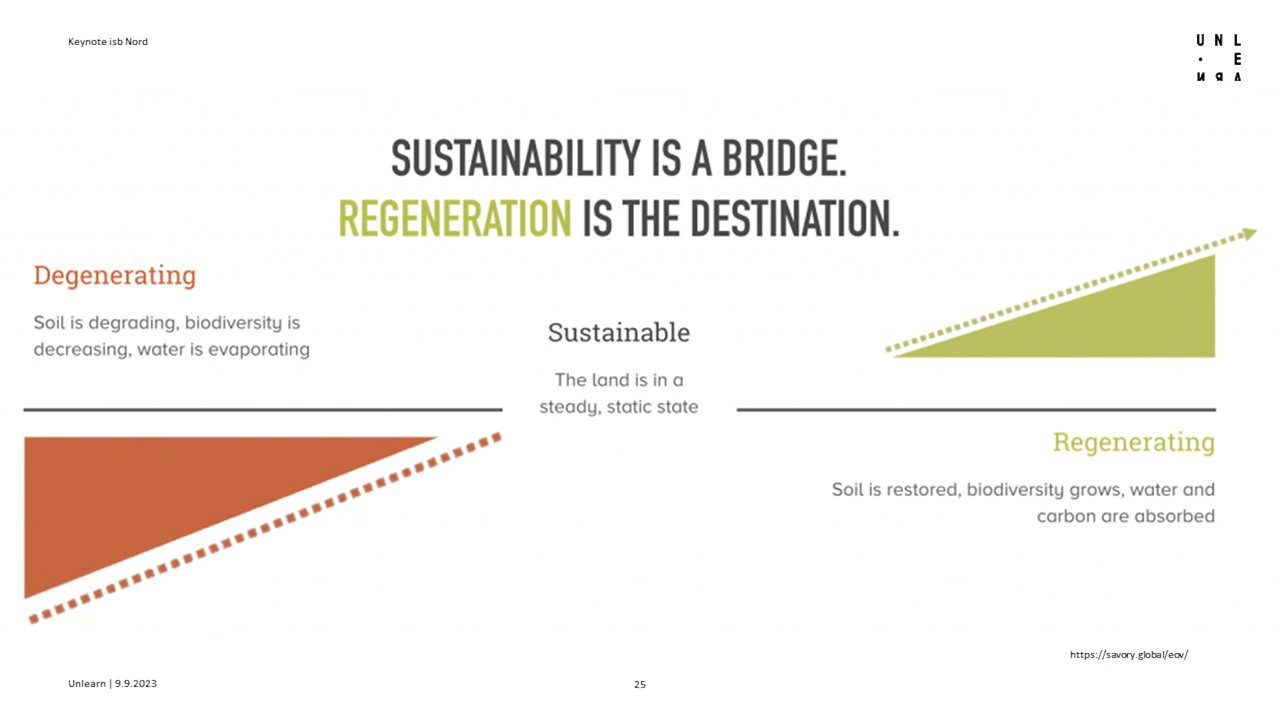 Keynote isb Nord
U N L
· E
N R A
SUSTAINABILITY IS A BRIDGE.
REGENERATION IS THE DESTINATION.
Degenerating
Soil is degrading, biodiversity is
decreasing, water is evaporating
Sustainable
The land is in a
steady, static state
Regenerating
Soil is restored, biodiversity grows, water and
carbon are absorbed
https://savory.global/eov/
Unlearn | 9.9.2023
25